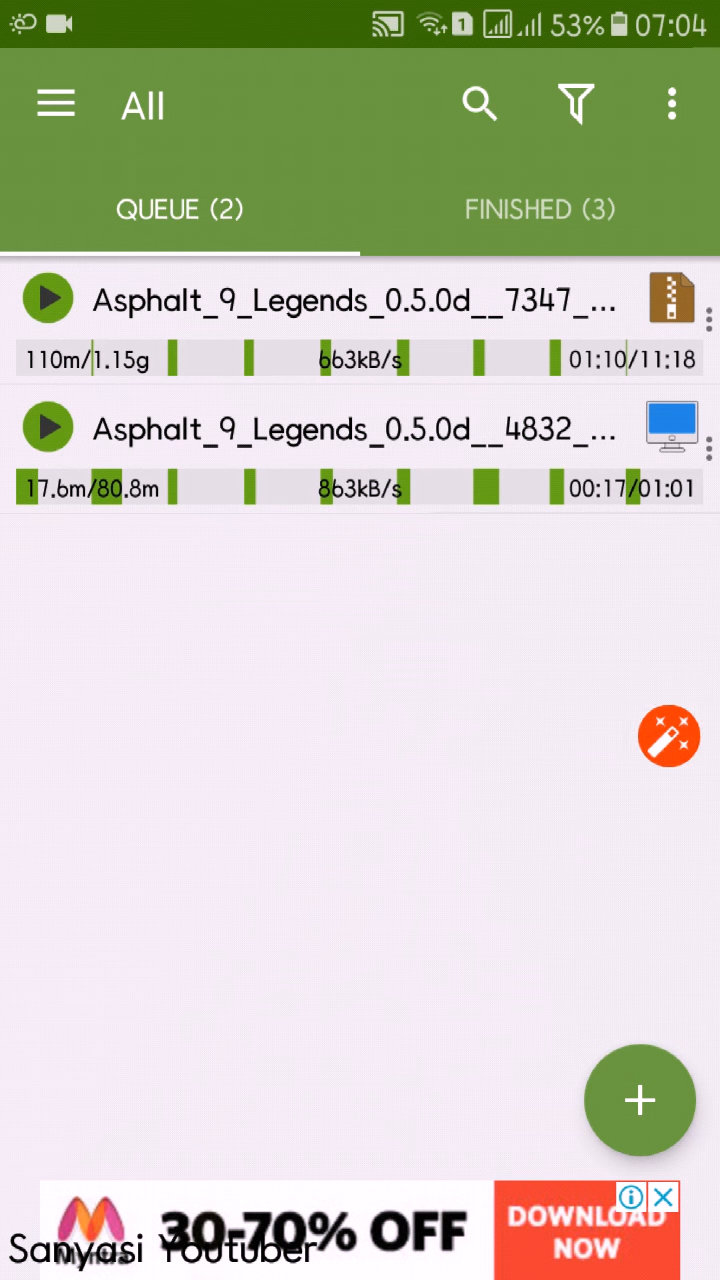 1 53% 07:04
All
QUEUE (2) FINISHED (3)
Asphalt_9_Legends_0.5.0d__7347_...
110m/1.15g 663kB/s 01:10/11:18
Asphalt_9_Legends_0.5.0d__4832_...
17.6m/80.8m 863kB/s 00:17/01:01
30-70% OFF
DOWNLOAD
NOW
Myntra
Sanyasi Youtuber